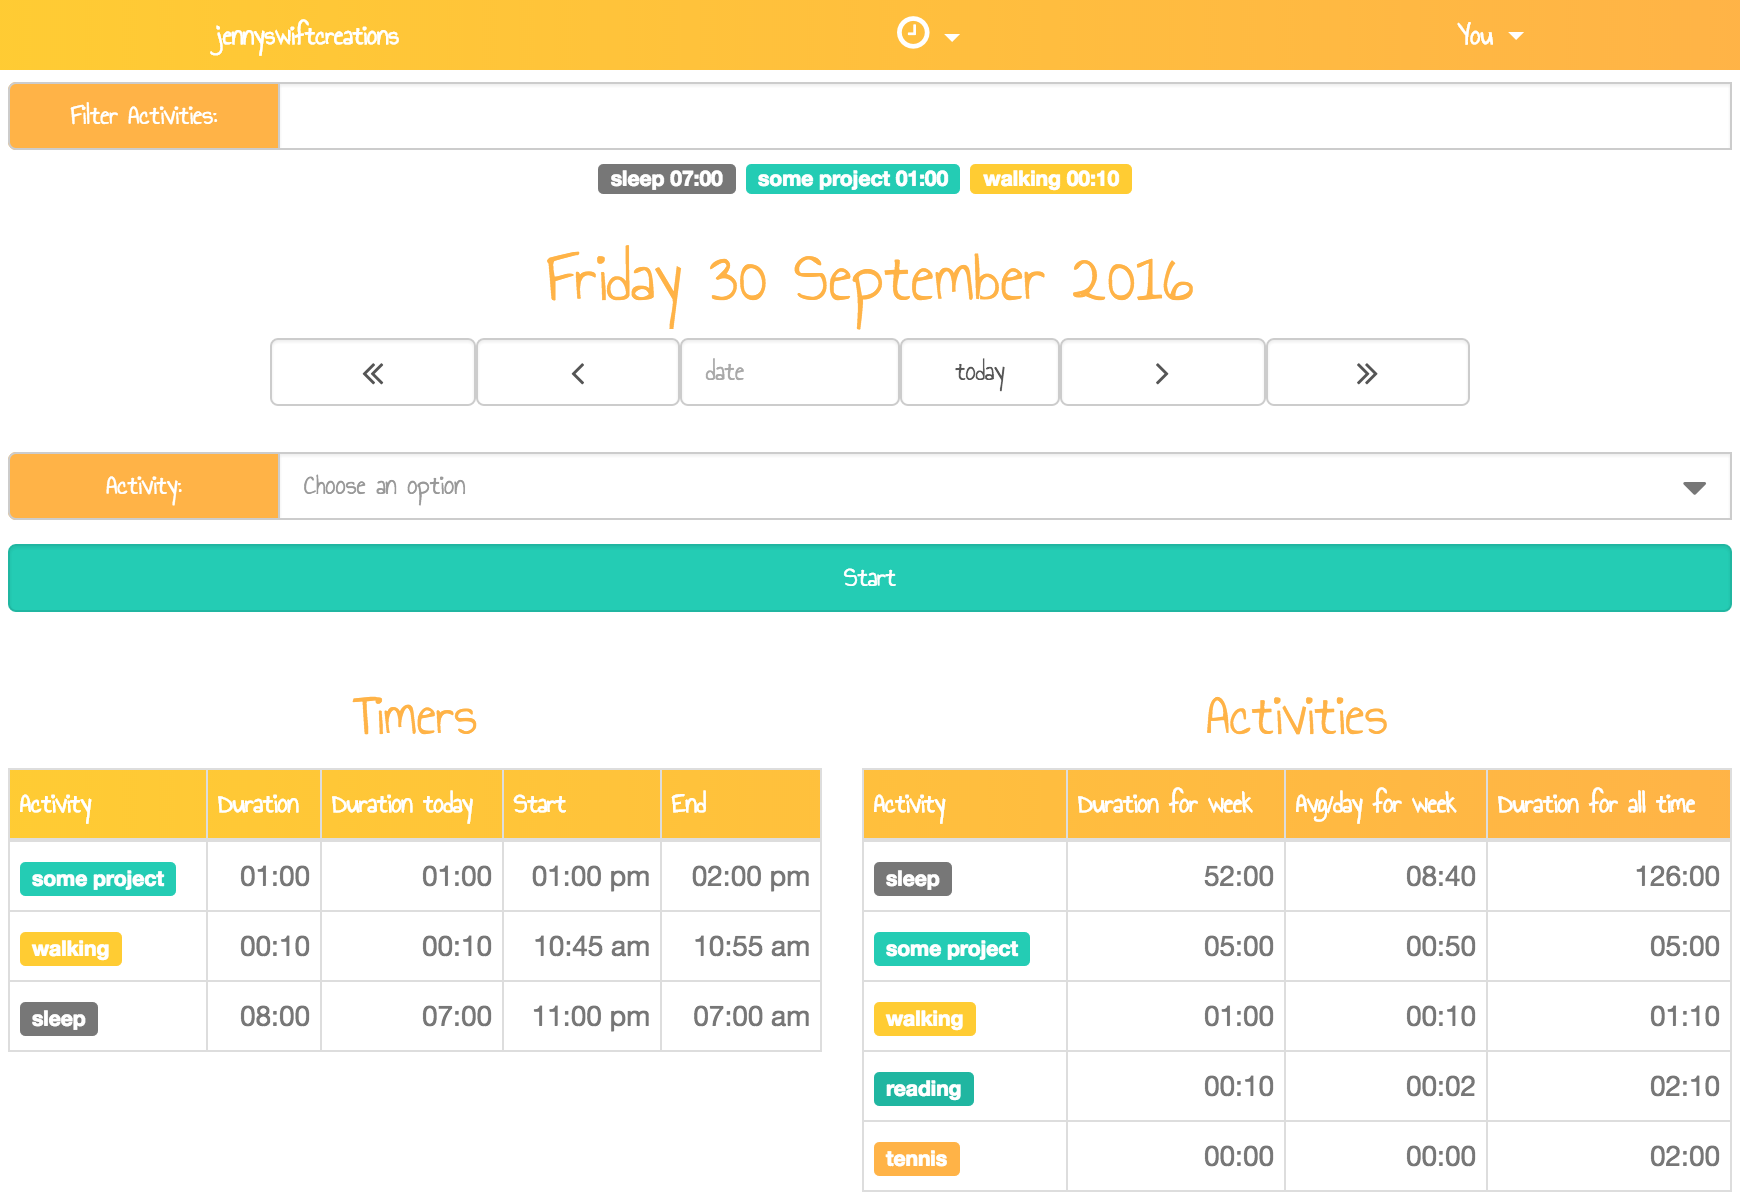 jennyswiftcreations You
Filter Activities:
sleep 07:00 some project 01:00 walking 00:10
Friday 30 September 2016
date today
Activity: Choose an option
Start
Timers
Activity Duration Duration today Start End
some project 01:00 01:00 01:00 pm 02:00 pm
walking 00:10 00:10 10:45 am 10:55 am
sleep 08:00 07:00 11:00 pm 07:00 am
Activities
Activity Duration for week Avg/day for week Duration for all time
sleep 52:00 08:40 126:00
some project 05:00 00:50 05:00
walking 01:00 00:10 01:10
reading 00:10 00:02 02:10
tennis 00:00 00:00 02:00